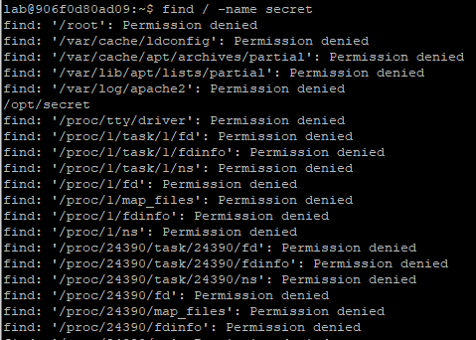 lab@906f0d80ad09:~$ find / -name secret
find: '/root': Permission denied
find: '/var/cache/ldconfig': Permission denied
find: '/var/cache/apt/archives/partial': Permission denied
find: '/var/lib/apt/lists/partial': Permission denied
find: '/var/log/apache2': Permission denied
/opt/secret
find: '/proc/tty/driver': Permission denied
find: '/proc/1/task/1/fd': Permission denied
find: '/proc/1/task/1/fdinfo': Permission denied
find: '/proc/1/task/1/ns': Permission denied
find: '/proc/1/fd': Permission denied
find: '/proc/1/map_files': Permission denied
find: '/proc/1/fdinfo': Permission denied
find: '/proc/1/ns': Permission denied
find: '/proc/24390/task/24390/fd': Permission denied
find: '/proc/24390/task/24390/fdinfo': Permission denied
find: '/proc/24390/task/24390/ns': Permission denied
find: '/proc/24390/fd': Permission denied
find: '/proc/24390/map_files': Permission denied
find: '/proc/24390/fdinfo': Permission denied